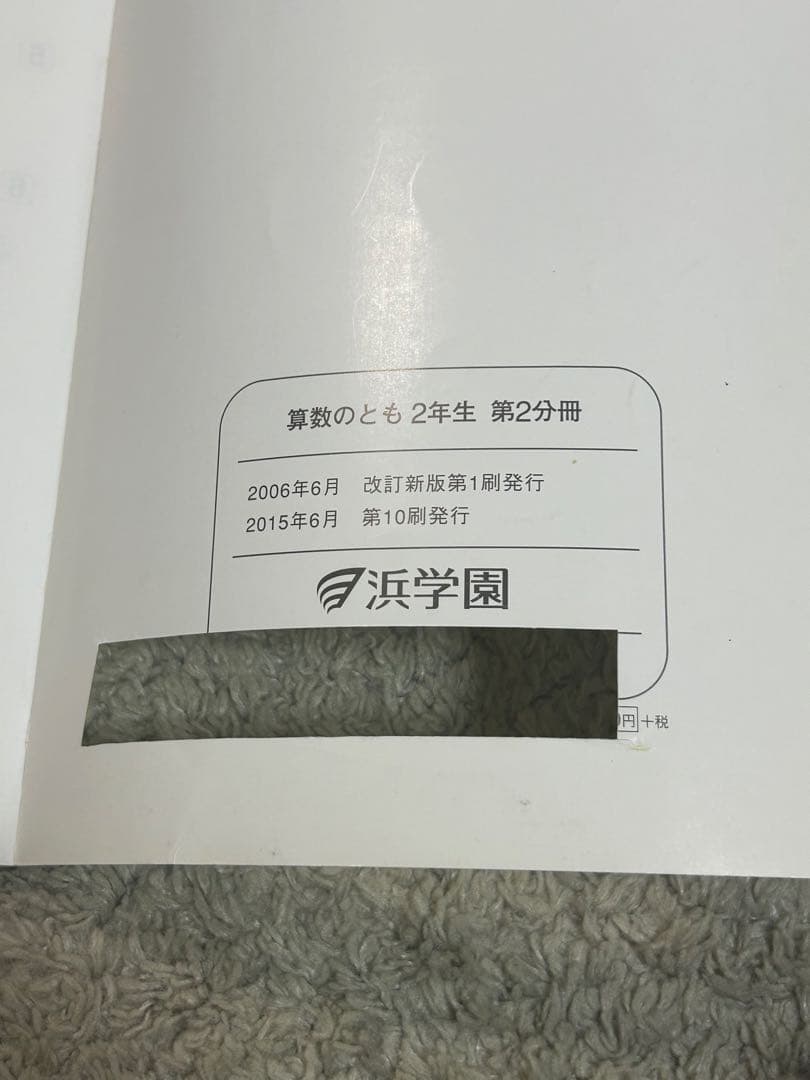 算数のとも 2年生 第2分冊
2006年6月 改訂新版第1刷発行
2015年6月 第10刷発行
浜学園
円+税